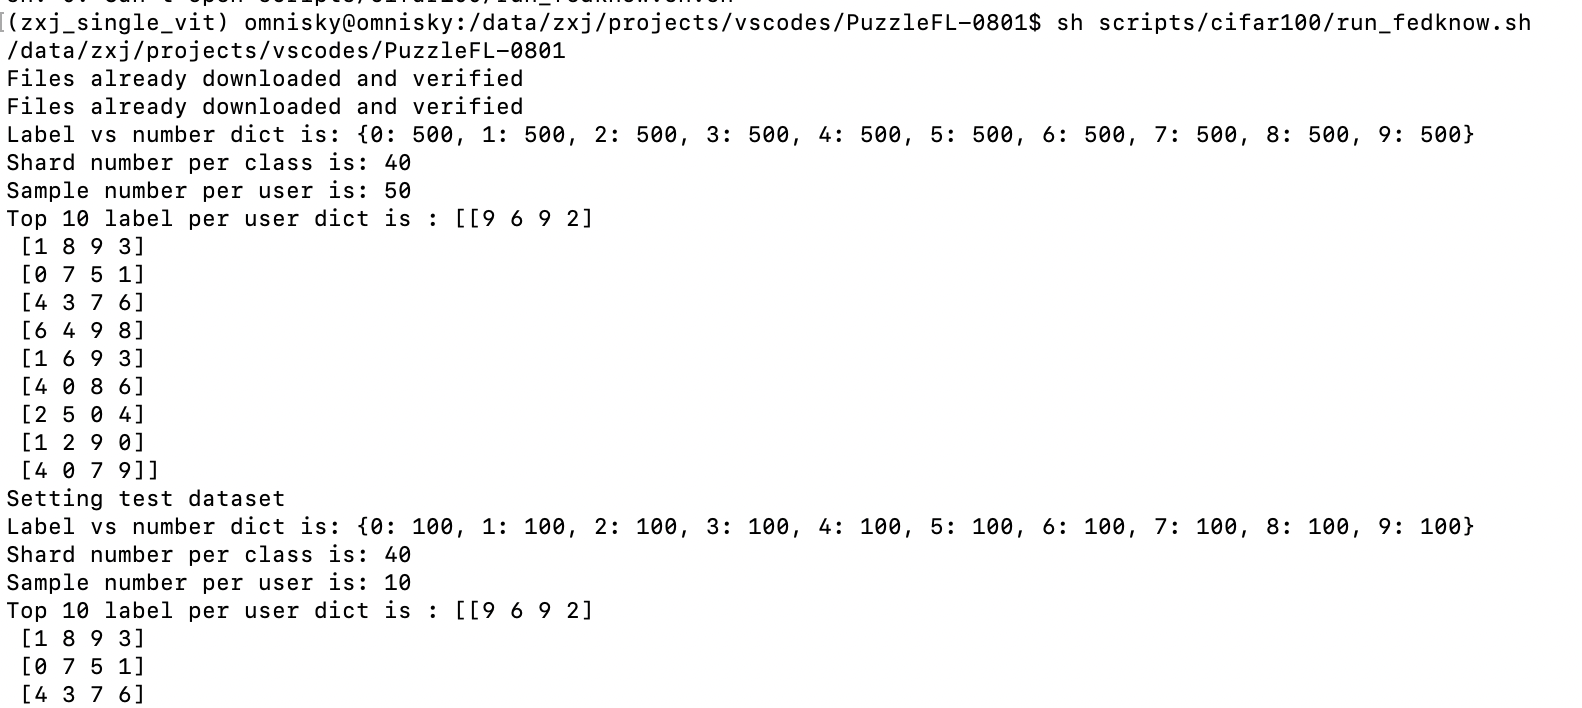 (zxj_single_vit) omnisky@omnisky:/data/zxj/projects/vscodes/PuzzleFL-0801$ sh scripts/cifar100/run_fedknow.sh
/data/zxj/projects/vscodes/PuzzleFL-0801
Files already downloaded and verified
Files already downloaded and verified
Label vs number dict is: {0: 500, 1: 500, 2: 500, 3: 500, 4: 500, 5: 500, 6: 500, 7: 500, 8: 500, 9: 500}
Shard number per class is: 40
Sample number per user is: 50
Top 10 label per user dict is : [[9 6 9 2]
 [1 8 9 3]
 [0 7 5 1]
 [4 3 7 6]
 [6 4 9 8]
 [1 6 9 3]
 [4 0 8 6]
 [2 5 0 4]
 [1 2 9 0]
 [4 0 7 9]]
Setting test dataset
Label vs number dict is: {0: 100, 1: 100, 2: 100, 3: 100, 4: 100, 5: 100, 6: 100, 7: 100, 8: 100, 9: 100}
Shard number per class is: 40
Sample number per user is: 10
Top 10 label per user dict is : [[9 6 9 2]
 [1 8 9 3]
 [0 7 5 1]
 [4 3 7 6]